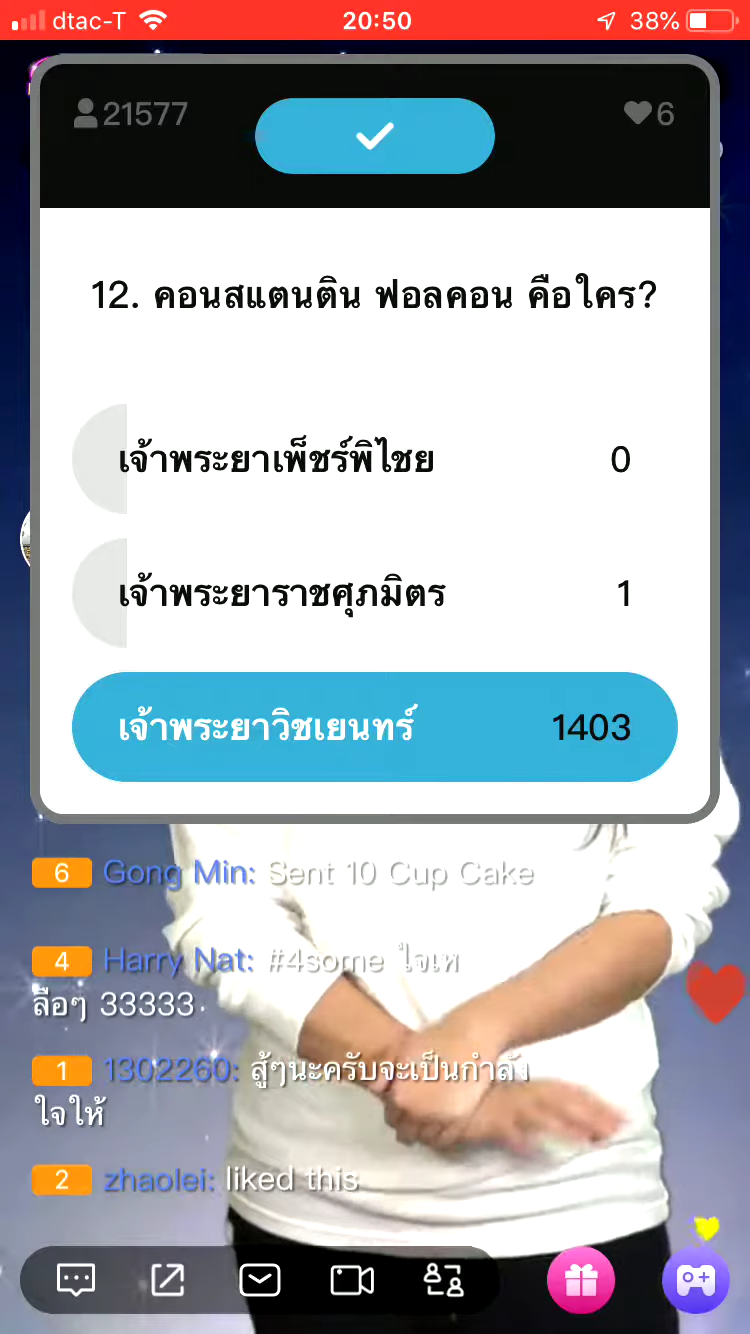 dtac-T 20:50 38%
21577 6
12. คอนสแตนติน ฟอลคอน คือใคร?
เจ้าพระยาเพ็ชร์พิไชย 0
เจ้าพระยาราชศุภมิตร 1
เจ้าพระยาวิชเยนทร์ 1403
6 Gong Min: Sent 10 Cup Cake
4 Harry Nat: #4some ใจเห
ลือๆ 33333
1 1302260: สู้ๆนะครับจะเป็นกำลัง
ใจให้
2 zhaolei: liked this